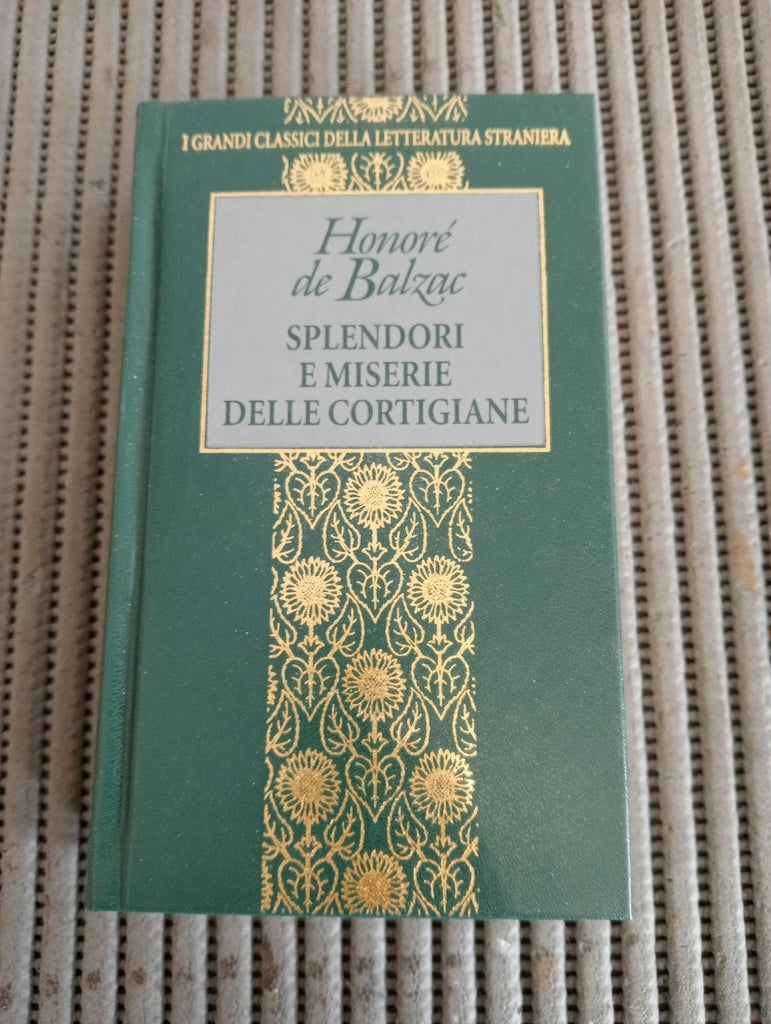 I GRANDI CLASSICI DELLA LETTERATURA STRANIERA
Honoré
de Balzac
SPLENDORI
E MISERIE
DELLE CORTIGIANE